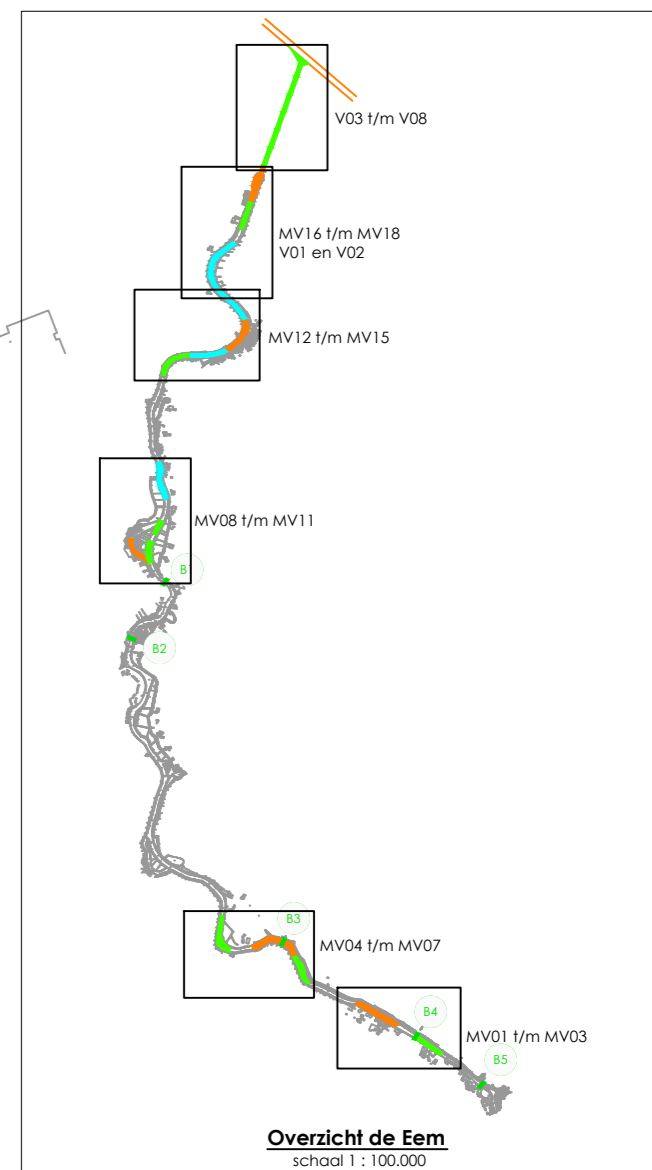 V03 t/m V08
MV16 t/m MV18
V01 en V02
MV12 t/m MV15
MV08 t/m MV11
B1
B2
B3
MV04 t/m MV07
B4
MV01 t/m MV03
B5
Overzicht de Eem
schaal 1 : 100.000